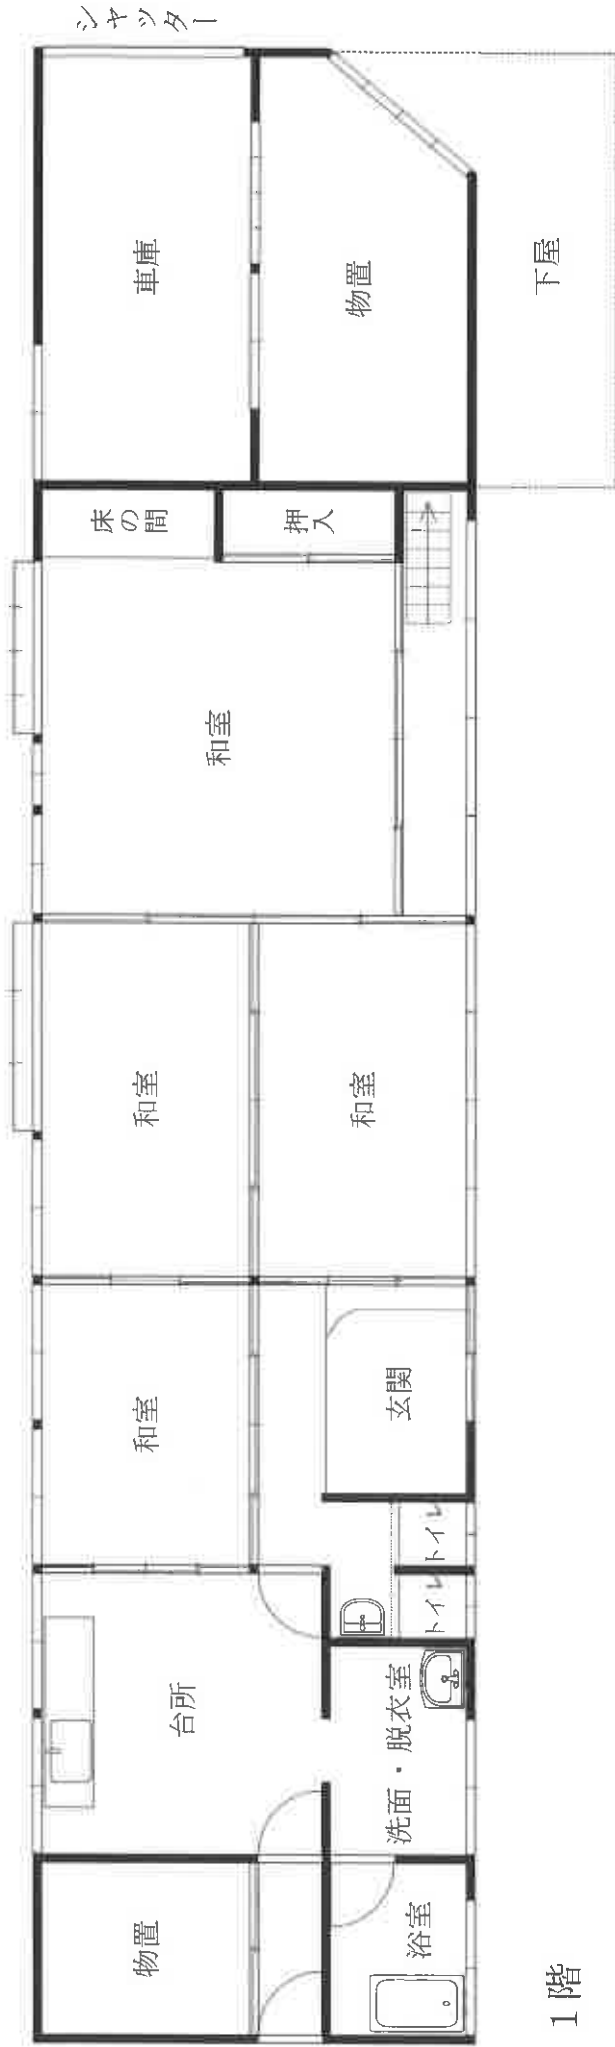 シャッター
車庫
物置
下屋
床の間
押入
和室
和室
和室
和室
玄関
トイレ
トイレ
台所
洗面・脱衣室
物置
浴室
1階